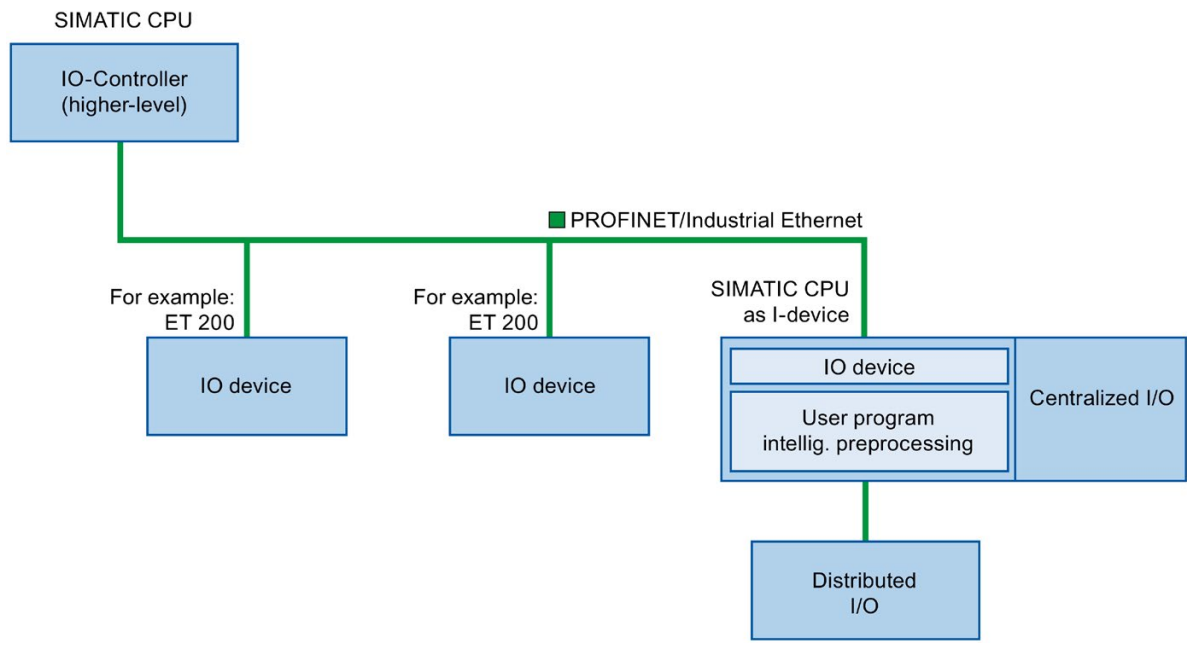 SIMATIC CPU
IO-Controller
(higher-level)
PROFINET/Industrial Ethernet
For example:
ET 200
IO device
For example:
ET 200
IO device
SIMATIC CPU
as I-device
IO device
User program
intellig. preprocessing
Centralized I/O
Distributed
I/O